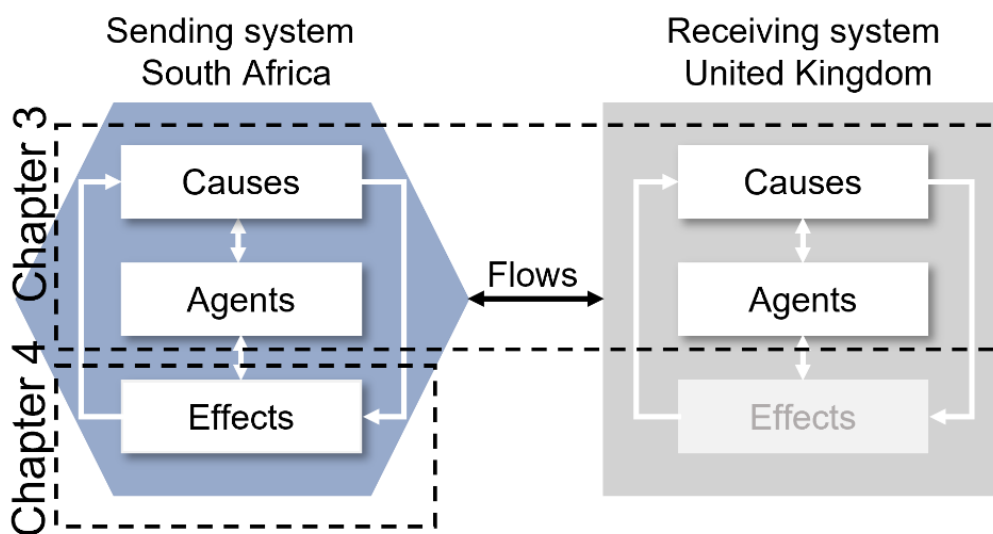 Sending system
South Africa
Receiving system
United Kingdom
Chapter 3
Causes
Agents
Flows
Causes
Agents
Chapter 4
Effects
Effects